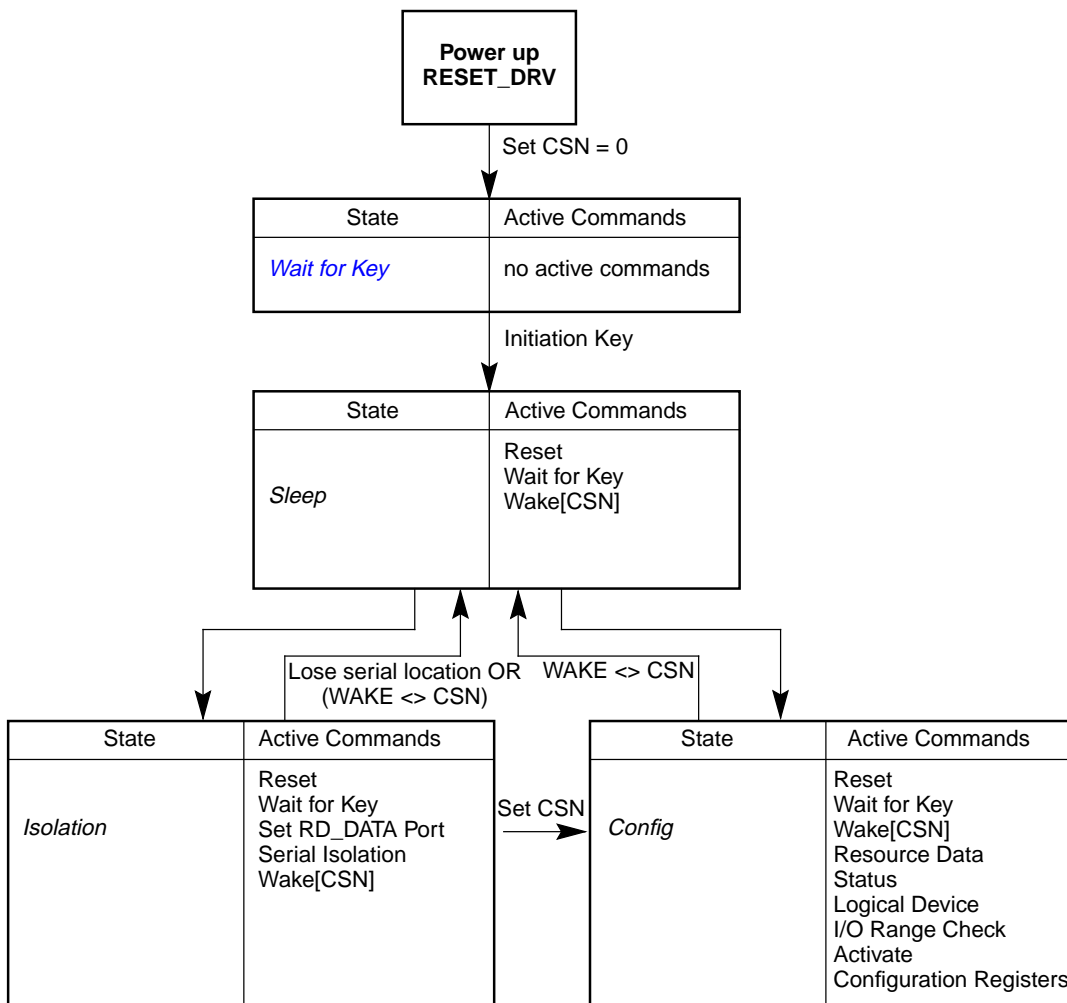 Power up
RESET_DRV
Set CSN = 0
State
Active Commands
Wait for Key
no active commands
Initiation Key
State
Active Commands
Sleep
Reset
Wait for Key
Wake[CSN]
Lose serial location OR
(WAKE <> CSN)
WAKE <> CSN
State
Active Commands
Isolation
Reset
Wait for Key
Set RD_DATA Port
Serial Isolation
Wake[CSN]
Set CSN
State
Active Commands
Config
Reset
Wait for Key
Wake[CSN]
Resource Data
Status
Logical Device
I/O Range Check
Activate
Configuration Registers